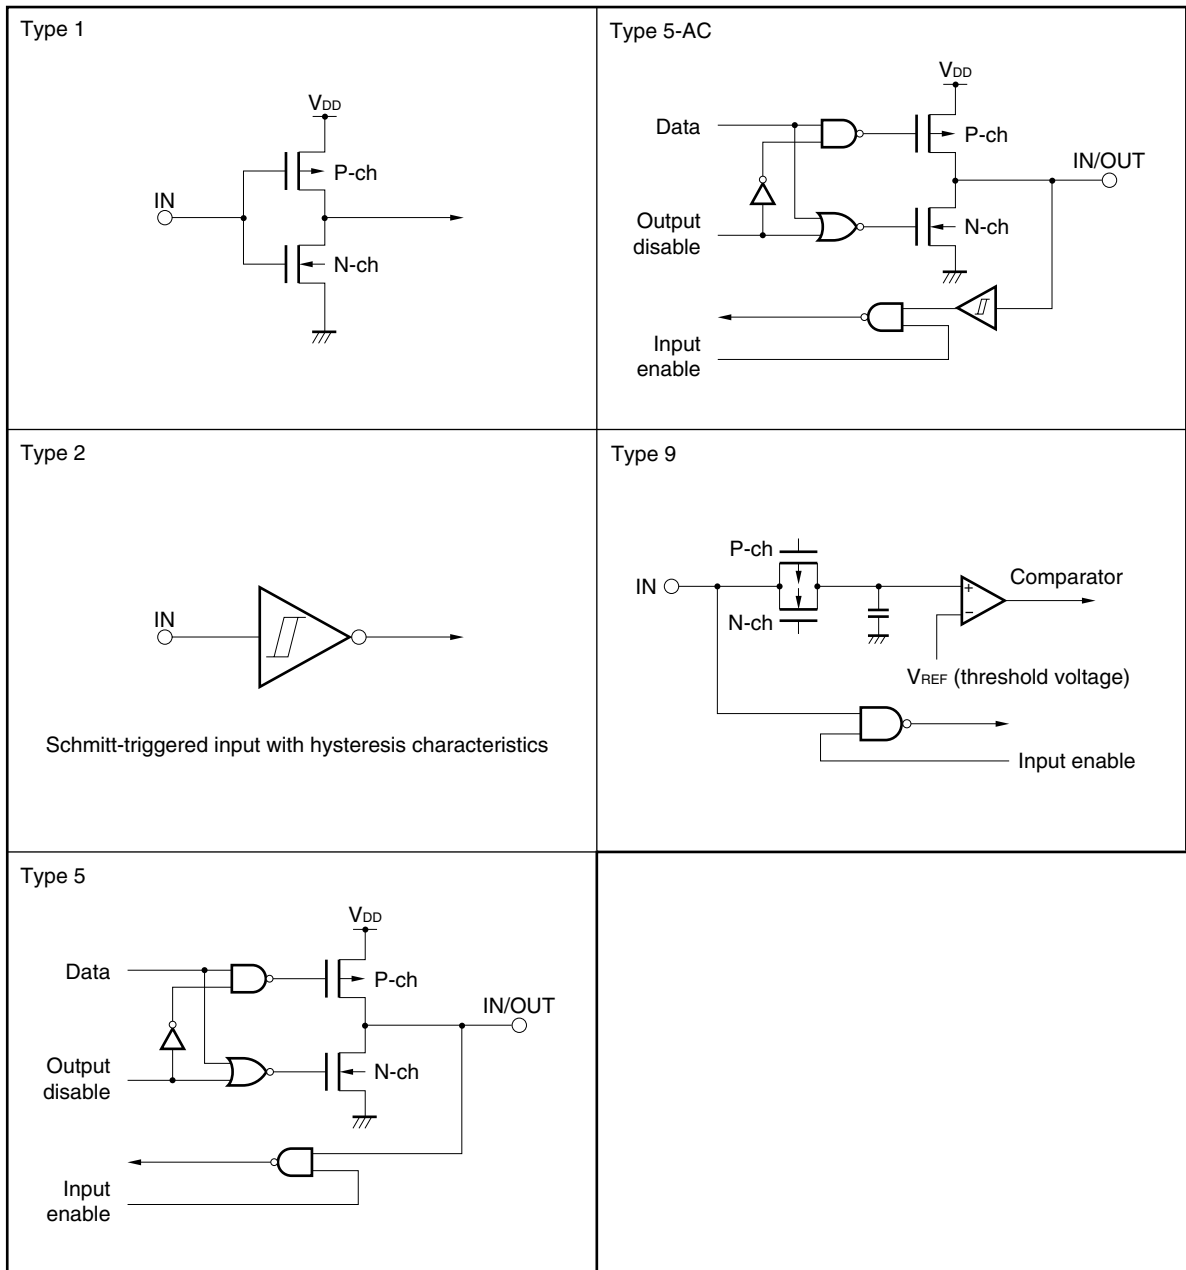 Type 1
VDD
P-ch
IN
N-ch
Type 5-AC
VDD
Data
P-ch
IN/OUT
Output
disable
N-ch
Input
enable
Type 2
IN
Schmitt-triggered input with hysteresis characteristics
Type 9
P-ch
IN
Comparator
+
−
N-ch
VREF (threshold voltage)
Input enable
Type 5
VDD
Data
P-ch
IN/OUT
Output
disable
N-ch
Input
enable